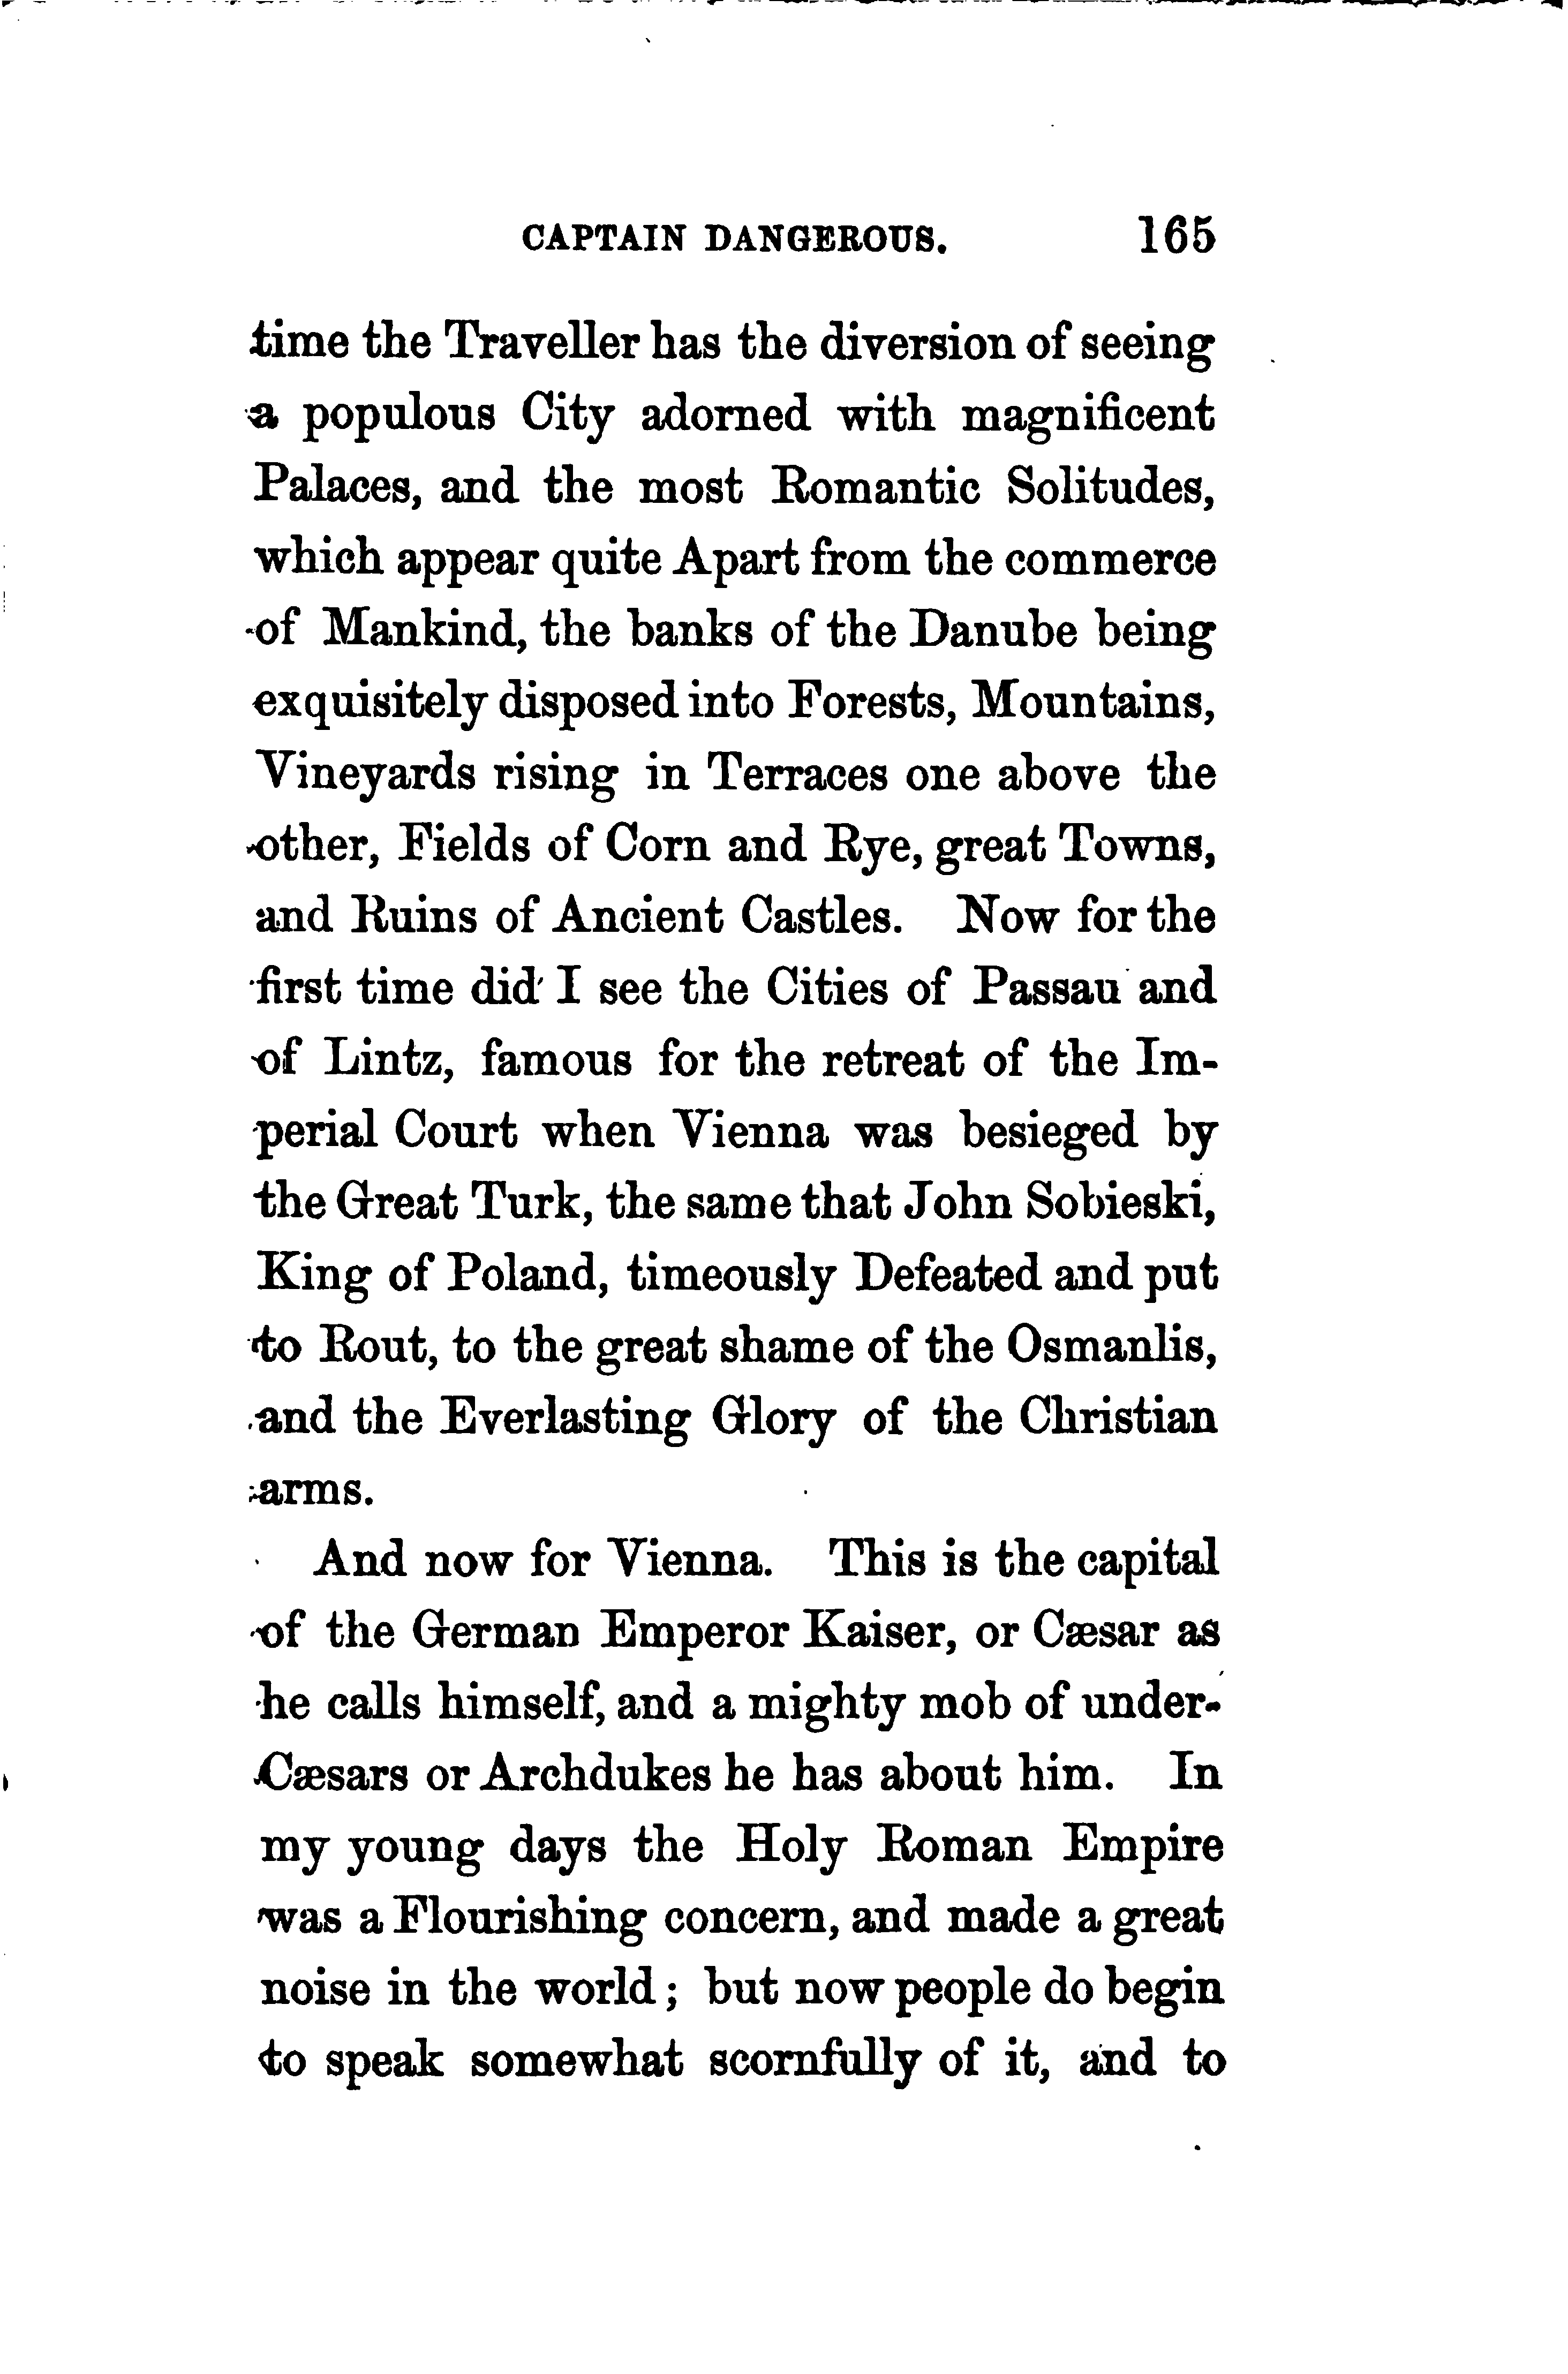 CAPTAIN DANGEROUS. 165
time the Traveller has the diversion of seeing
a populous City adorned with magnificent
Palaces, and the most Romantic Solitudes,
which appear quite Apart from the commerce
of Mankind, the banks of the Danube being
exquisitely disposed into Forests, Mountains,
Vineyards rising in Terraces one above the
other, Fields of Corn and Rye, great Towns,
and Ruins of Ancient Castles. Now for the
first time did I see the Cities of Passau and
of Lintz, famous for the retreat of the Im-
perial Court when Vienna was besieged by
the Great Turk, the same that John Sobieski,
King of Poland, timeously Defeated and put
to Rout, to the great shame of the Osmanlis,
and the Everlasting Glory of the Christian
arms.
And now for Vienna. This is the capital
of the German Emperor Kaiser, or Cæsar as
he calls himself, and a mighty mob of under-
Cæsars or Archdukes he has about him. In
my young days the Holy Roman Empire
was a Flourishing concern, and made a great
noise in the world; but now people do begin
to speak somewhat scornfully of it, and to